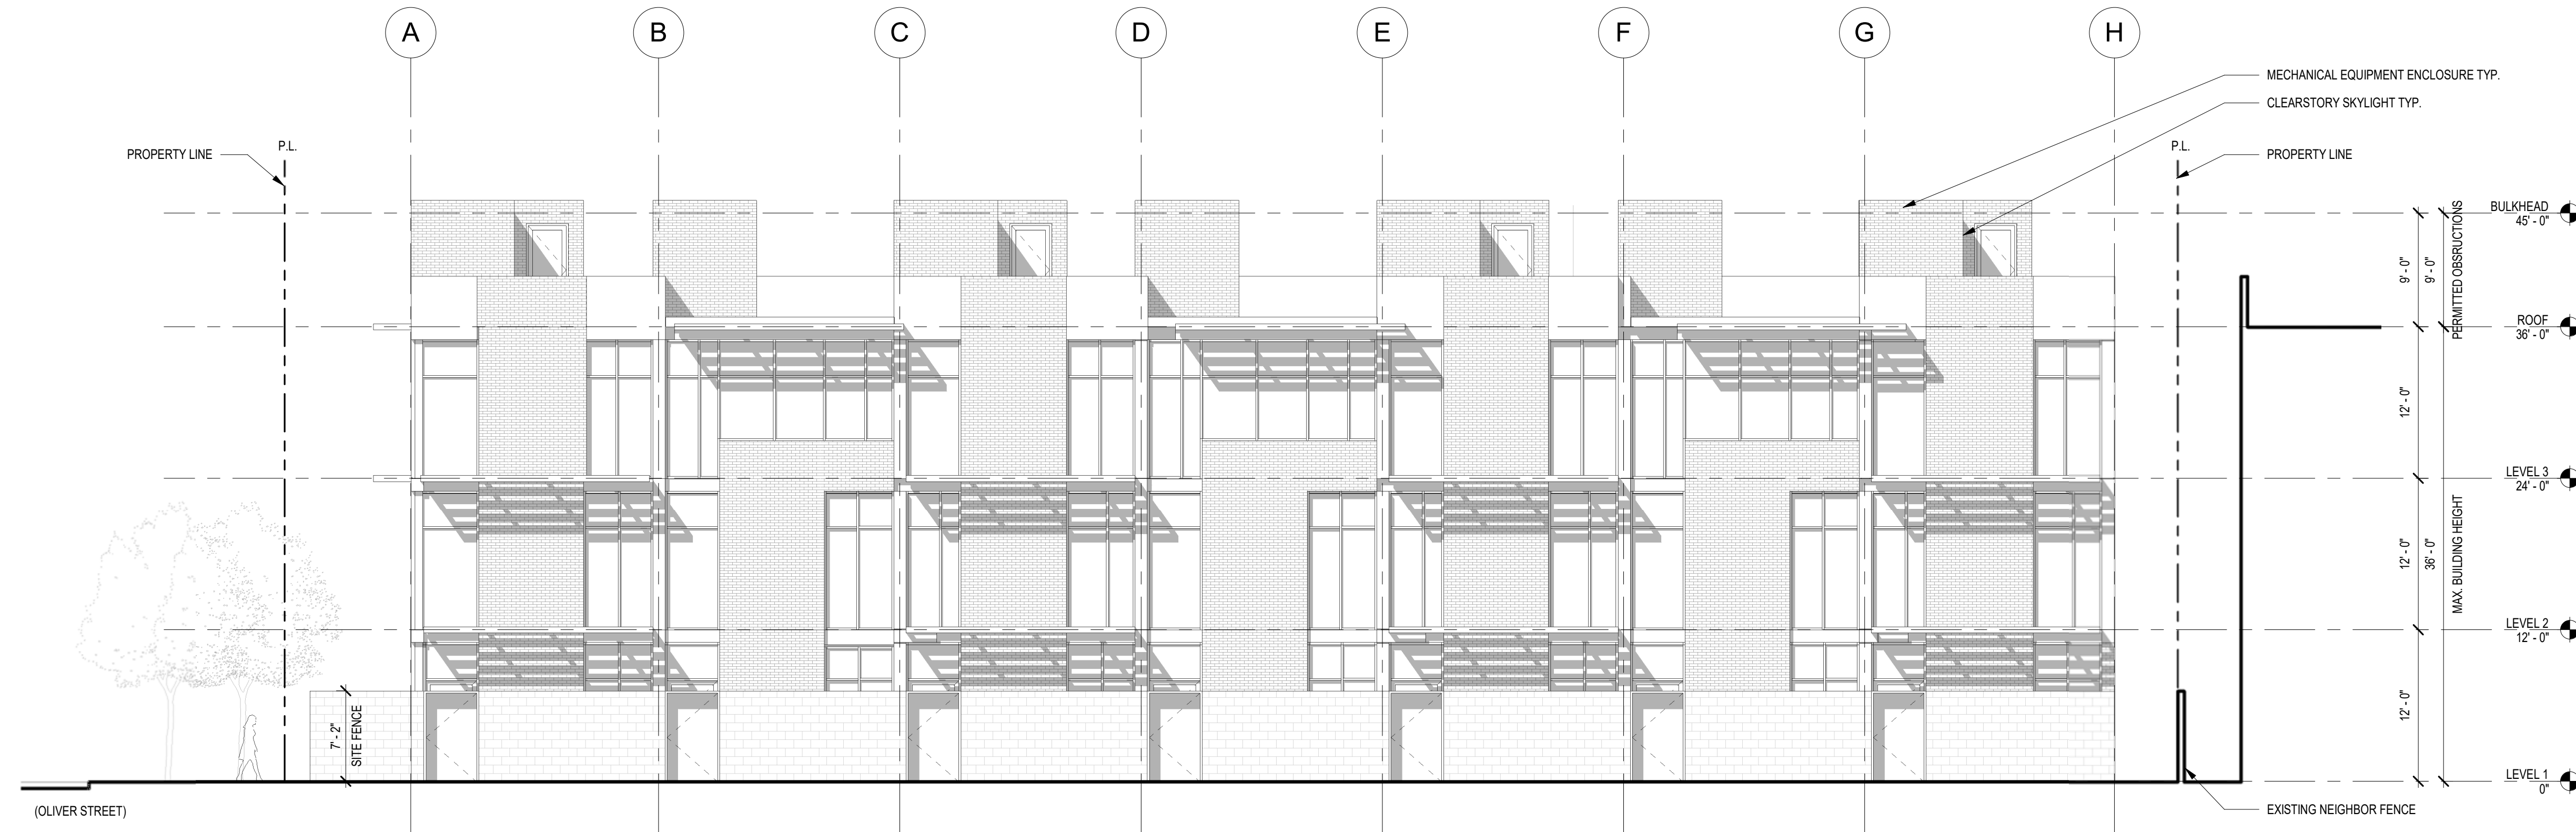 A
B
C
D
E
F
G
H
MECHANICAL EQUIPMENT ENCLOSURE TYP.
CLEARSTORY SKYLIGHT TYP.
PROPERTY LINE
P.L.
P.L.
PROPERTY LINE
BULKHEAD
45' - 0"
9' - 0"
9' - 0"
PERMITTED OBSRUCTIONS
ROOF
36' - 0"
12' - 0"
LEVEL 3
24' - 0"
12' - 0"
36' - 0"
MAX. BUILDING HEIGHT
LEVEL 2
12' - 0"
12' - 0"
7' - 2"
SITE FENCE
LEVEL 1
0"
(OLIVER STREET)
EXISTING NEIGHBOR FENCE